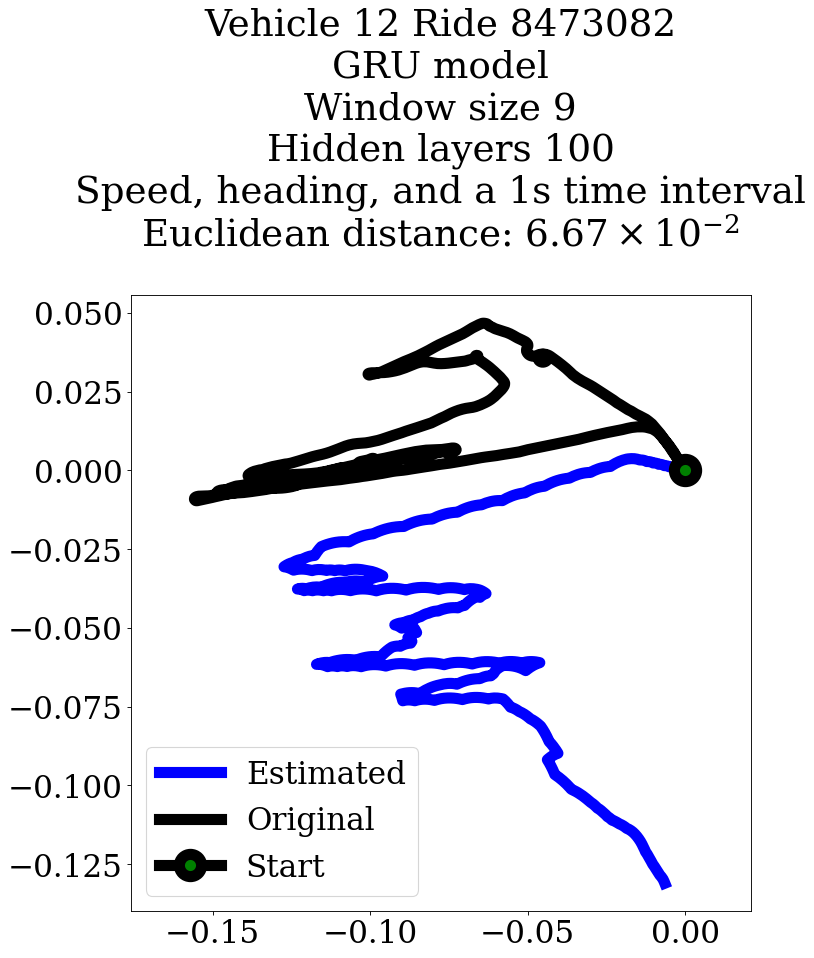 Vehicle 12 Ride 8473082
GRU model
Window size 9
Hidden layers 100
Speed, heading, and a 1s time interval
Euclidean distance: 6.67 × 10⁻²
0.050
0.025
0.000
−0.025
−0.050
−0.075
−0.100
−0.125
Estimated
Original
Start
−0.15 −0.10 −0.05 0.00